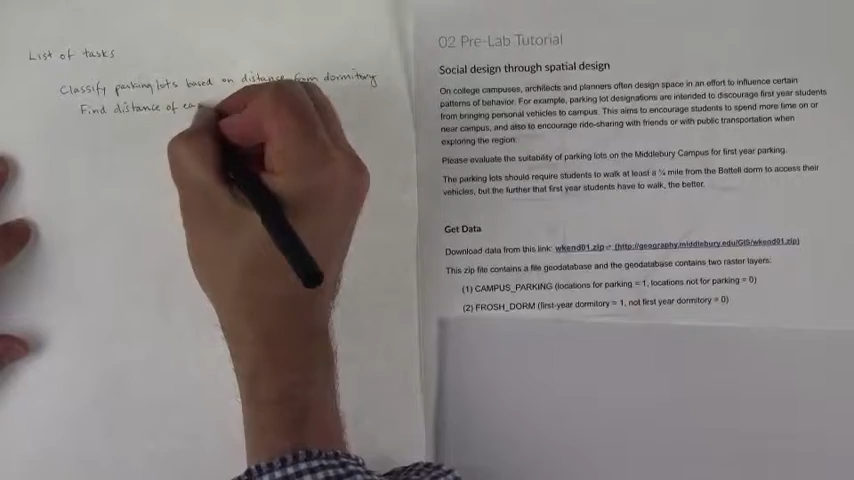 List of tasks
Classify parking lots based on distance from dormitory
Find distance of ea
02 Pre-Lab Tutorial
Social design through spatial design
On college campuses, architects and planners often design space in an effort to influence certain
patterns of behavior. For example, parking lot designations are intended to discourage first year students
from bringing personal vehicles to campus. This aims to encourage students to spend more time on or
near campus, and also to encourage ride-sharing with friends or with public transportation when
exploring the region.
Please evaluate the suitability of parking lots on the Middlebury Campus for first year parking.
The parking lots should require students to walk at least a ¼ mile from the Battell dorm to access their
vehicles, but the further that first year students have to walk, the better.
Get Data
Download data from this link: wkend01.zip (http://geography.middlebury.edu/GIS/wkend01.zip)
This zip file contains a file geodatabase and the geodatabase contains two raster layers:
(1) CAMPUS_PARKING (locations for parking = 1, locations not for parking = 0)
(2) FROSH_DORM (first-year dormitory = 1, not first year dormitory = 0)